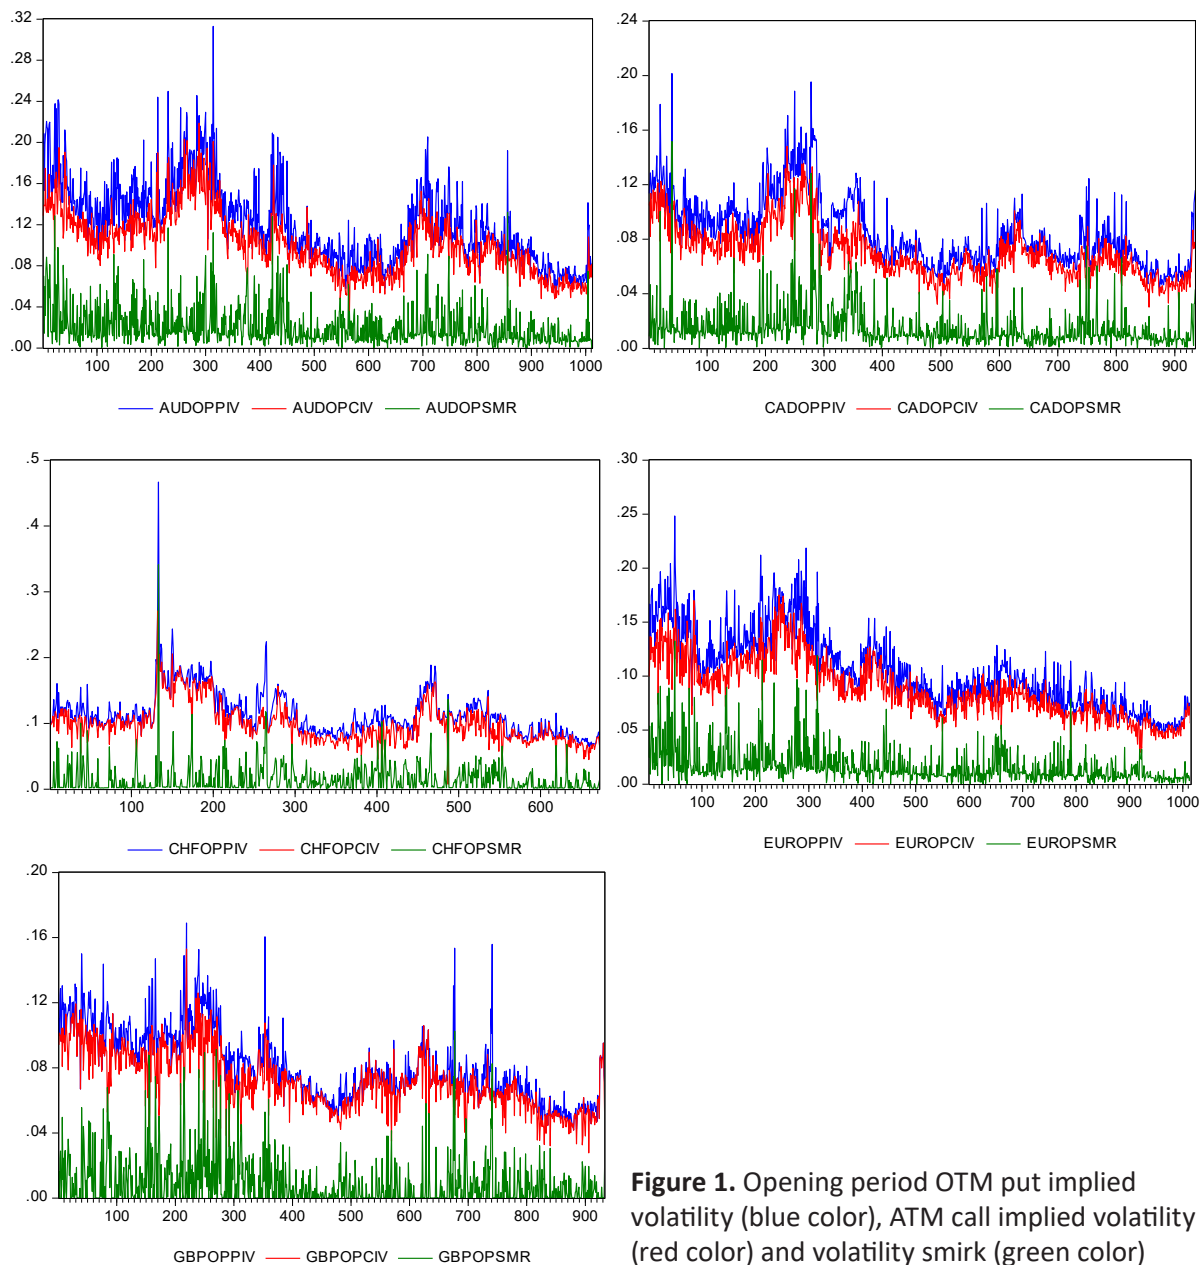 .32
.28
.24
.20
.16
.12
.08
.04
.00
100 200 300 400 500 600 700 800 900 1000
AUDOPPIV AUDOPCIV AUDOPSMR
.24
.20
.16
.12
.08
.04
.00
100 200 300 400 500 600 700 800 900
CADOPPIV CADOPCIV CADOPSMR
.5
.4
.3
.2
.1
.0
100 200 300 400 500 600
CHFOPPIV CHFOPCIV CHFOPSMR
.30
.25
.20
.15
.10
.05
.00
100 200 300 400 500 600 700 800 900 1000
EUROPPIV EUROPCIV EUROPSMR
.20
.16
.12
.08
.04
.00
100 200 300 400 500 600 700 800 900
GBPOPPIV GBPOPCIV GBPOPSMR
Figure 1. Opening period OTM put implied
volatility (blue color), ATM call implied volatility
(red color) and volatility smirk (green color)